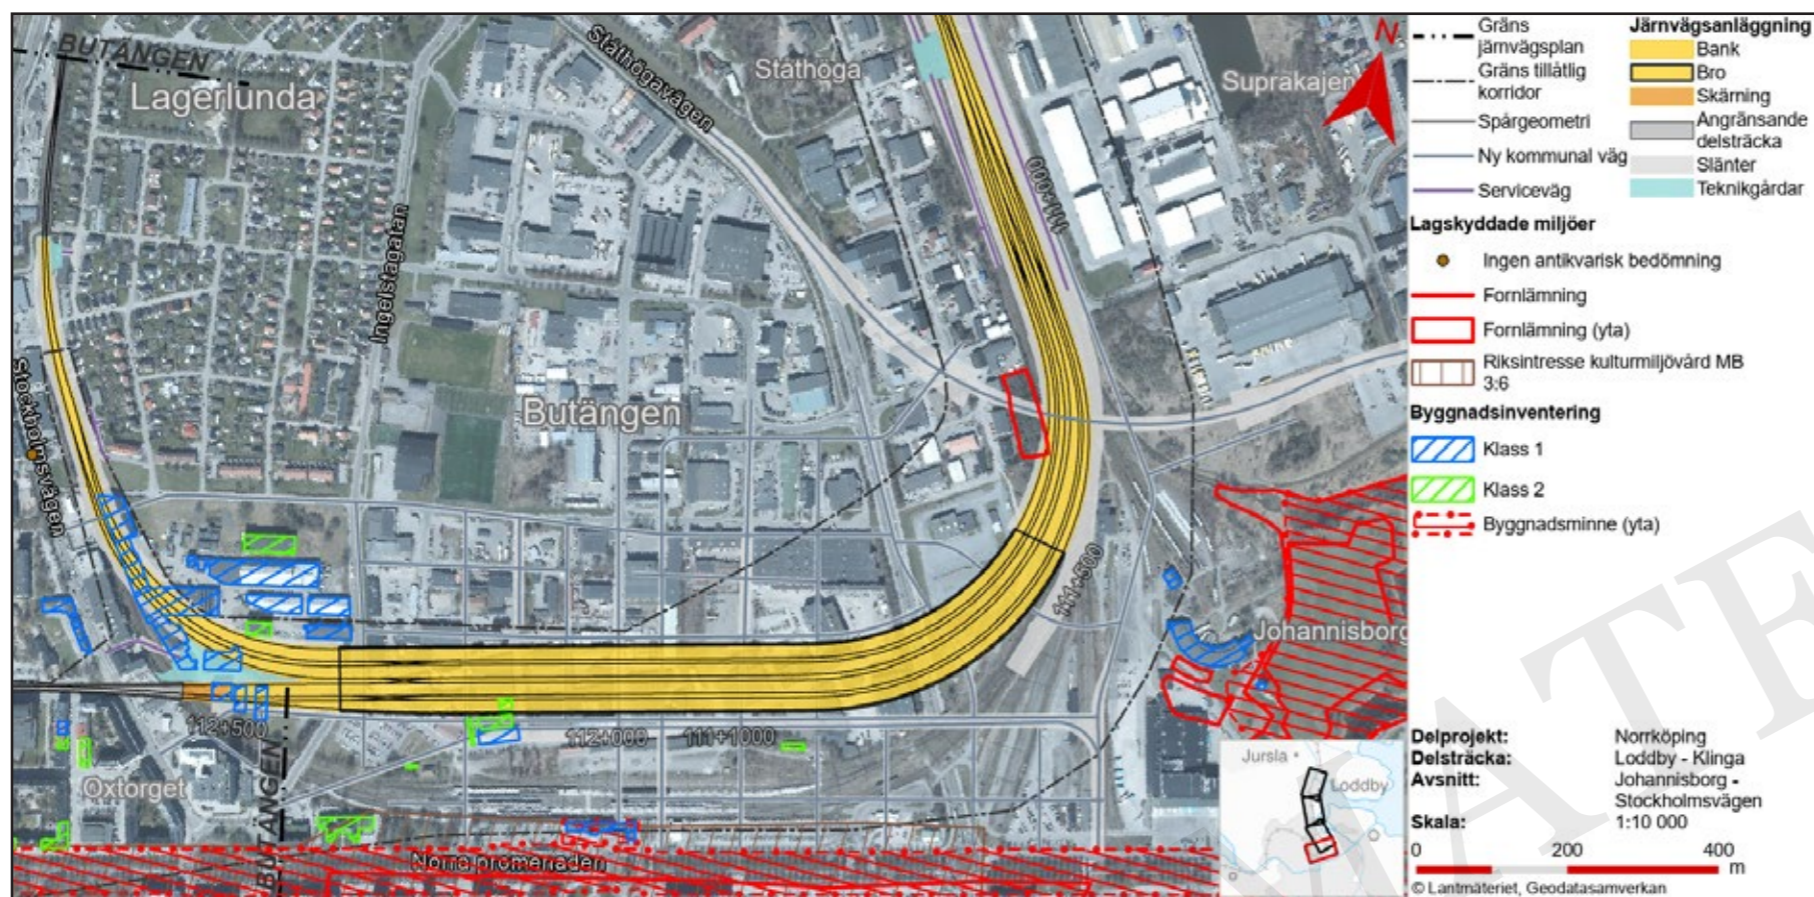 BUTÄNGEN
Lagerlunda
Ståthögavägen
Ståthöga
Suprakajen
N
111+000
Ingelstagatan
Stockholmsvägen
Butängen
111+500
Johannisborg
112+500
112+000
111+1000
Oxtorget
BUTÄNGEN
Norra promenaden
Jursla
Loddby
Gräns
järnvägsplan
Gräns tillåtlig
korridor
Spårgeometri
Ny kommunal väg
Serviceväg
Järnvägsanläggning
Bank
Bro
Skärning
Angränsande
delsträcka
Slänter
Teknikgårdar
Lagskyddade miljöer
Ingen antikvarisk bedömning
Fornlämning
Fornlämning (yta)
Riksintresse kulturmiljövård MB
3:6
Byggnadsinventering
Klass 1
Klass 2
Byggnadsminne (yta)
Delprojekt: Norrköping
Delsträcka: Loddby - Klinga
Avsnitt: Johannisborg -
Stockholmsvägen
Skala: 1:10 000
0 200 400
m
© Lantmäteriet, Geodatasamverkan